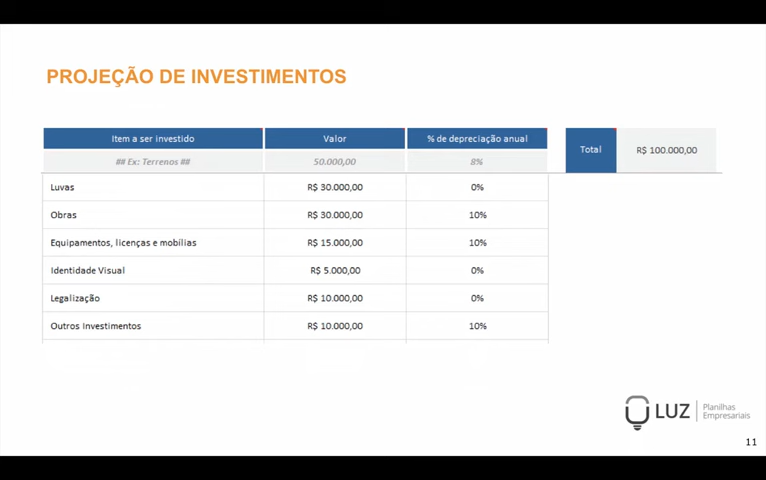 PROJEÇÃO DE INVESTIMENTOS
Item a ser investido Valor % de depreciação anual
## Ex: Terrenos ## 50.000,00 8%
Total R$ 100.000,00
Luvas R$ 30.000,00 0%
Obras R$ 30.000,00 10%
Equipamentos, licenças e mobílias R$ 15.000,00 10%
Identidade Visual R$ 5.000,00 0%
Legalização R$ 10.000,00 0%
Outros Investimentos R$ 10.000,00 10%
LUZ Planilhas
Empresariais
11